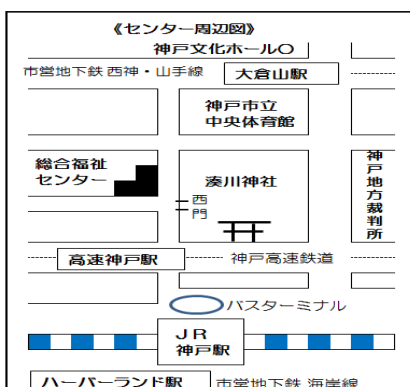 《センター周辺図》
神戸文化ホール〇
市営地下鉄 西神・山手線
大倉山駅
神戸市立
中央体育館
総合福祉
センター
湊川神社
西門
神戸地方裁判所
高速神戸駅
神戸高速鉄道
バスターミナル
JR
神戸駅
ハーバーランド駅
市営地下鉄 海岸線